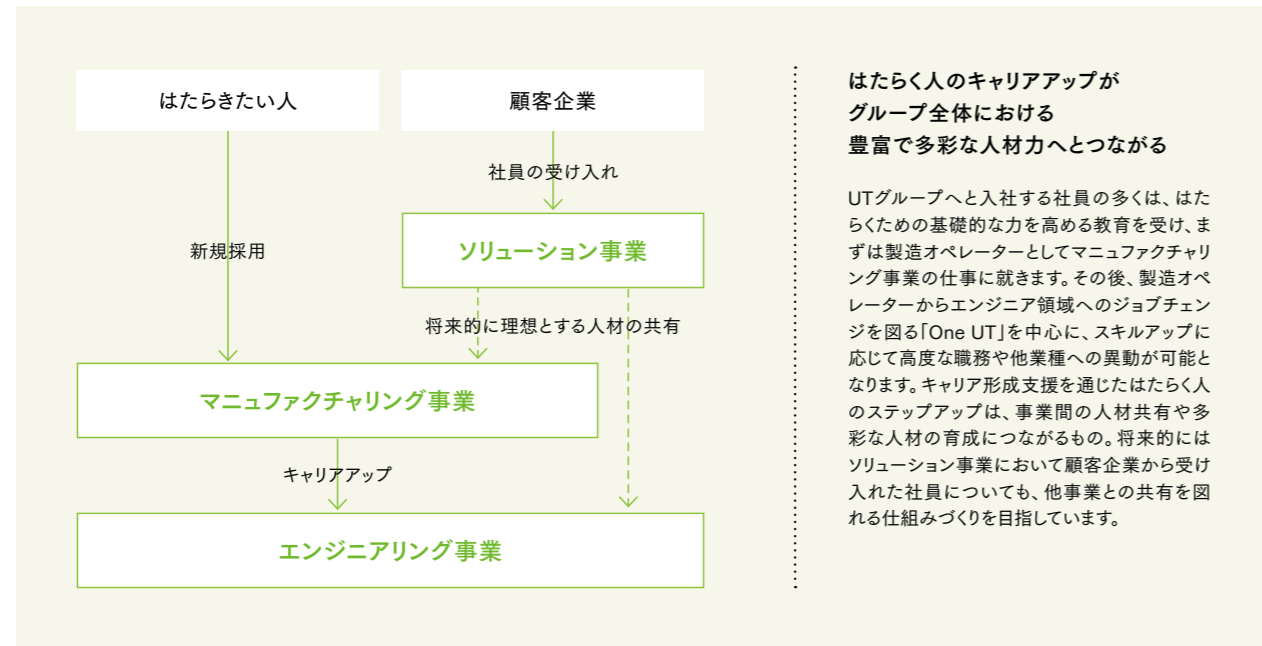 はたらきたい人
顧客企業
社員の受け入れ
新規採用
ソリューション事業
将来的に理想とする人材の共有
マニュファクチャリング事業
キャリアアップ
エンジニアリング事業
はたらく人のキャリアアップが
グループ全体における
豊富で多彩な人材力へとつながる
UTグループへと入社する社員の多くは、はた
らくための基礎的な力を高める教育を受け、ま
ずは製造オペレーターとしてマニュファクチャリ
ング事業の仕事に就きます。その後、製造オペ
レーターからエンジニア領域へのジョブチェン
ジを図る「One UT」を中心に、スキルアップに
応じて高度な職務や他業種への異動が可能と
なります。キャリア形成支援を通じたはたらく人
のステップアップは、事業間の人材共有や多
彩な人材の育成につながるもの。将来的には
ソリューション事業において顧客企業から受け
入れた社員についても、他事業との共有を図
れる仕組みづくりを目指しています。